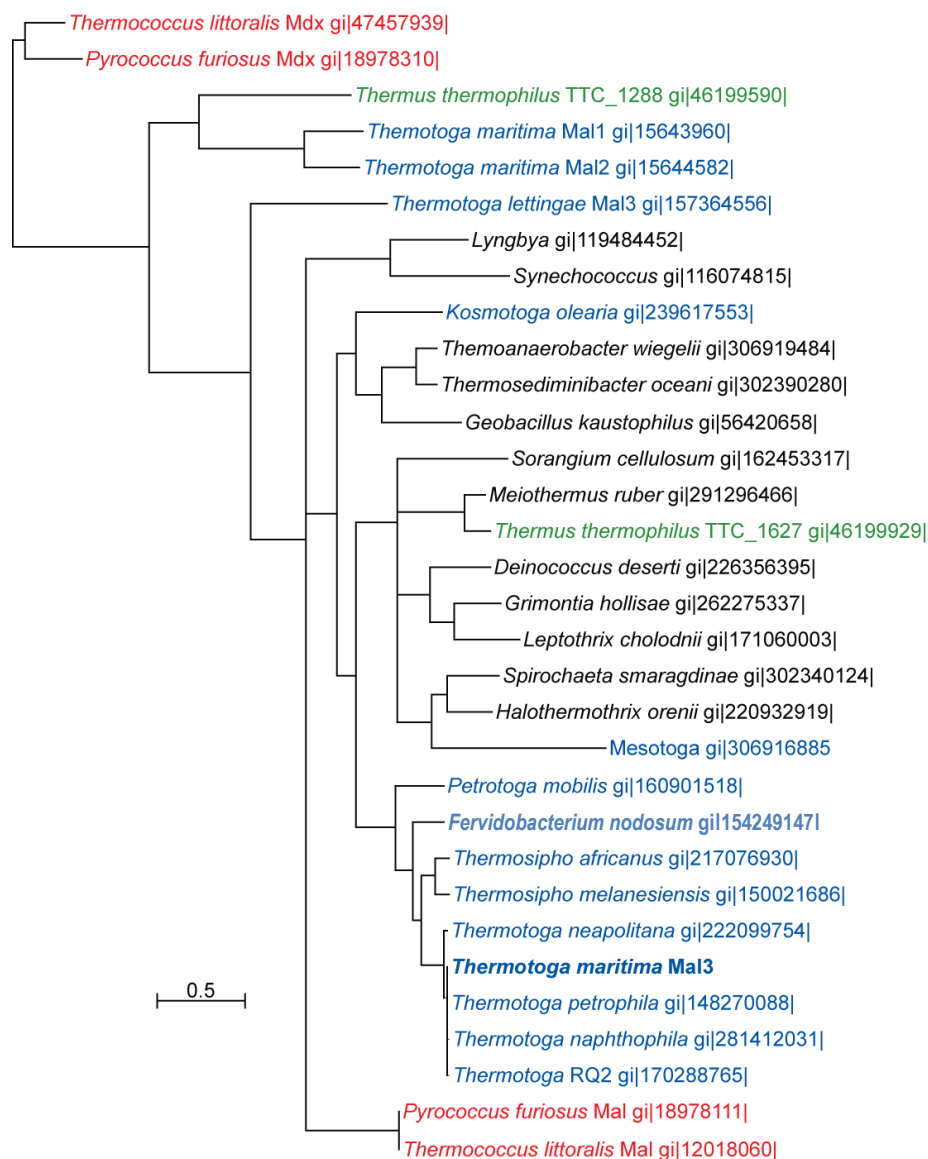 Thermococcus littoralis Mdx gi|47457939|
Pyrococcus furiosus Mdx gi|18978310|
Thermus thermophilus TTC_1288 gi|46199590|
Themotoga maritima Mal1 gi|15643960|
Thermotoga maritima Mal2 gi|15644582|
Thermotoga lettingae Mal3 gi|157364556|
Lyngbya gi|119484452|
Synechococcus gi|116074815|
Kosmotoga olearia gi|239617553|
Themoanaerobacter wiegelii gi|306919484|
Thermosediminibacter oceani gi|302390280|
Geobacillus kaustophilus gi|56420658|
Sorangium cellulosum gi|162453317|
Meiothermus ruber gi|291296466|
Thermus thermophilus TTC_1627 gi|46199929|
Deinococcus deserti gi|226356395|
Grimontia hollisae gi|262275337|
Leptothrix cholodnii gi|171060003|
Spirochaeta smaragdinae gi|302340124|
Halothermothrix orenii gi|220932919|
Mesotoga gi|306916885
Petrotoga mobilis gi|160901518|
Fervidobacterium nodosum gi|154249147|
Thermosipho africanus gi|217076930|
Thermosipho melanesiensis gi|150021686|
Thermotoga neapolitana gi|222099754|
Thermotoga maritima Mal3
0.5
Thermotoga petrophila gi|148270088|
Thermotoga naphthophila gi|281412031|
Thermotoga RQ2 gi|170288765|
Pyrococcus furiosus Mal gi|18978111|
Thermococcus littoralis Mal gi|12018060|